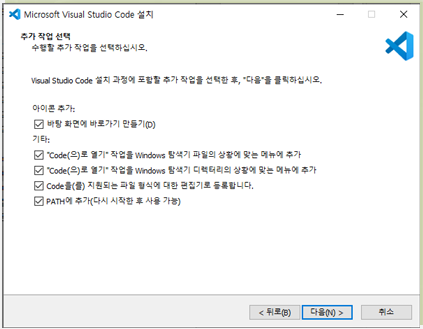 Microsoft Visual Studio Code 설치
추가 작업 선택
수행할 추가 작업을 선택하십시오.
Visual Studio Code 설치 과정에 포함할 추가 작업을 선택한 후, "다음"을 클릭하십시오.
아이콘 추가:
바탕 화면에 바로가기 만들기(D)
기타:
"Code(으)로 열기" 작업을 Windows 탐색기 파일의 상황에 맞는 메뉴에 추가
"Code(으)로 열기" 작업을 Windows 탐색기 디렉터리의 상황에 맞는 메뉴에 추가
Code을(를) 지원되는 파일 형식에 대한 편집기로 등록합니다.
PATH에 추가(다시 시작한 후 사용 가능)
< 뒤로(B) 다음(N) > 취소